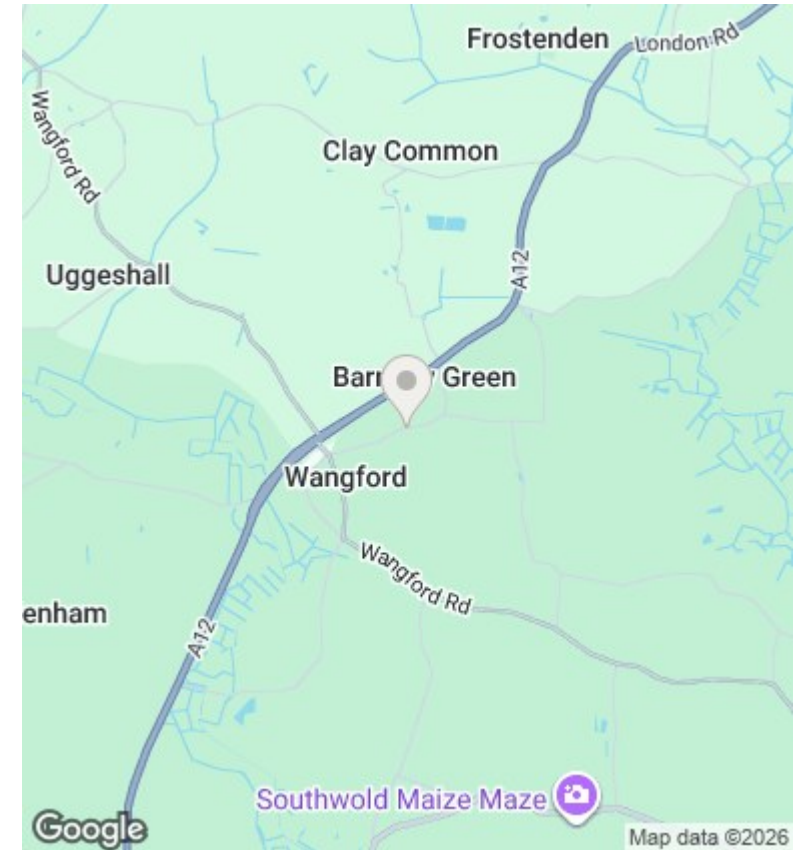 Frostenden
London Rd
Clay Common
Wangford Rd
Uggeshall
A12
Green
Wangford
Wangford Rd
enham
A12
Southwold Maize Maze
Google
Map data ©2026